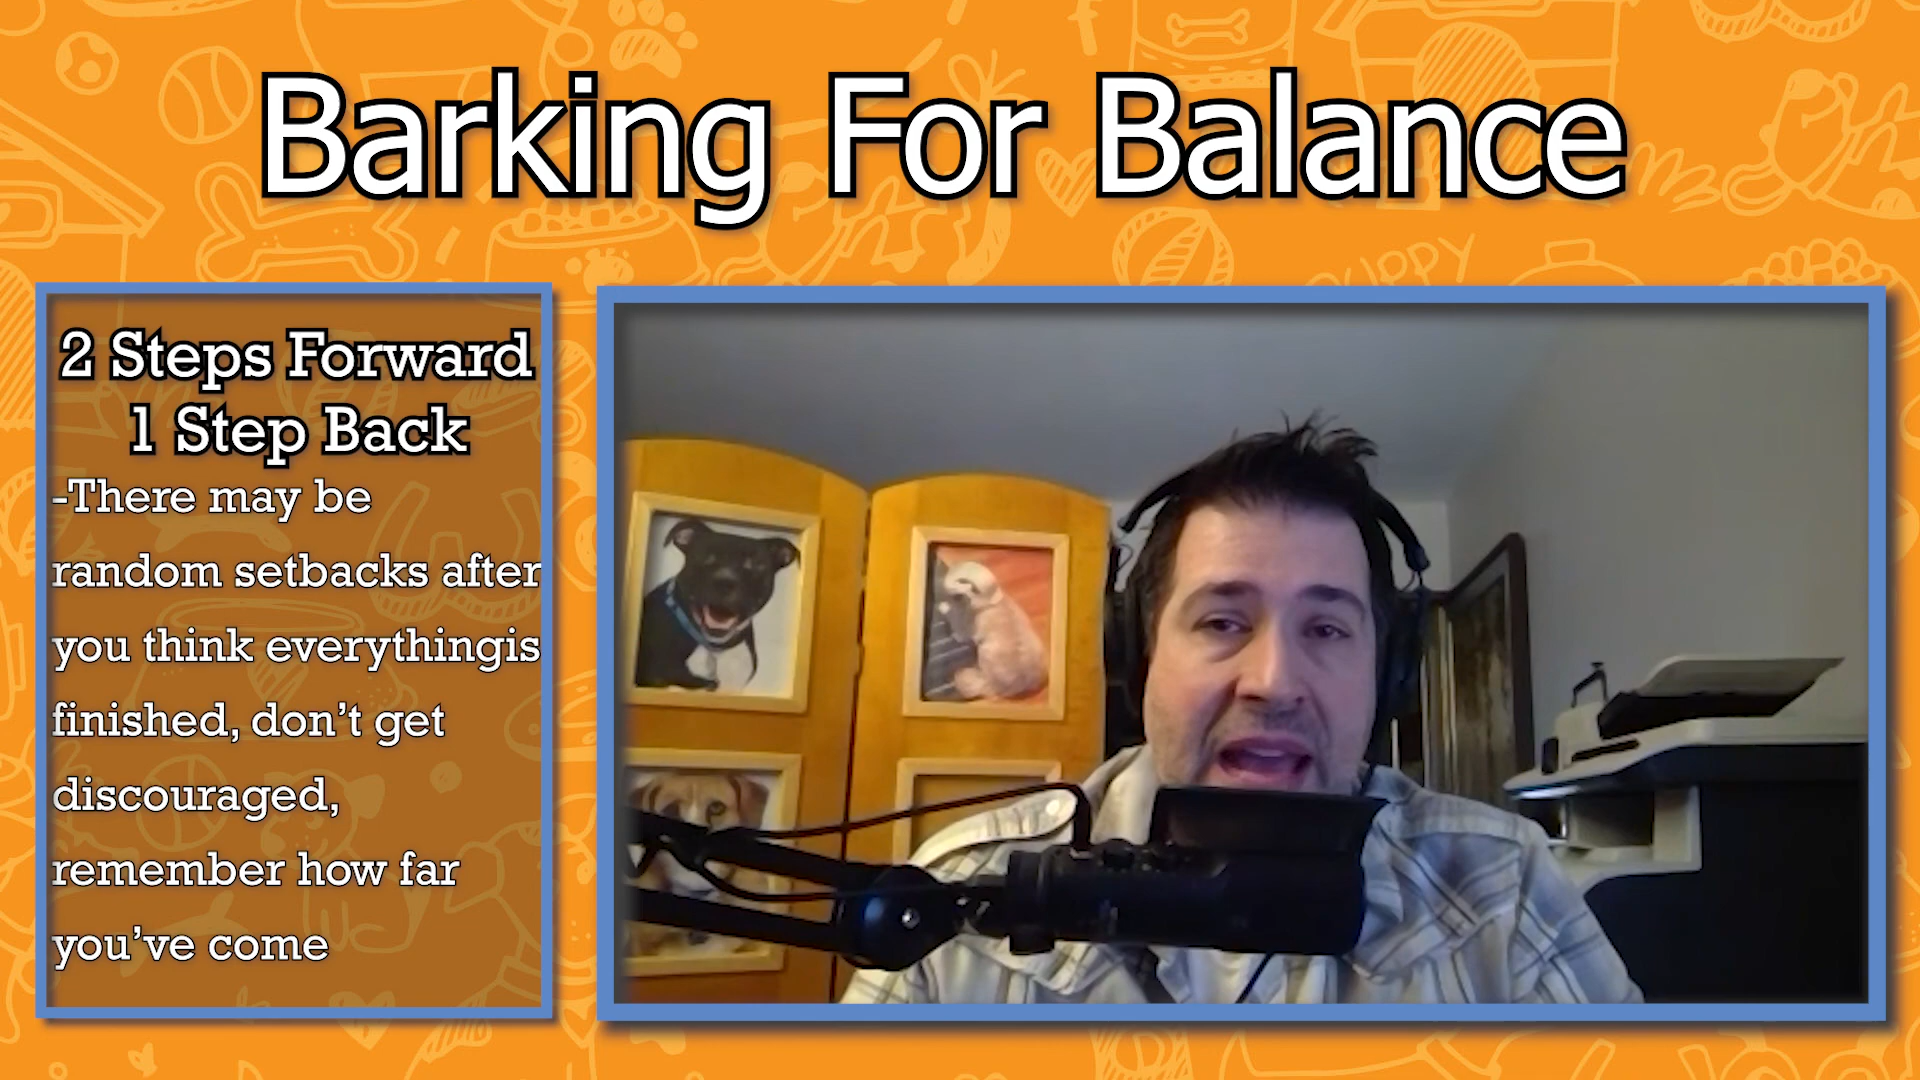 Barking For Balance
2 Steps Forward
1 Step Back
-There may be
random setbacks after
you think everythingis
finished, don’t get
discouraged,
remember how far
you’ve come
PUPPY